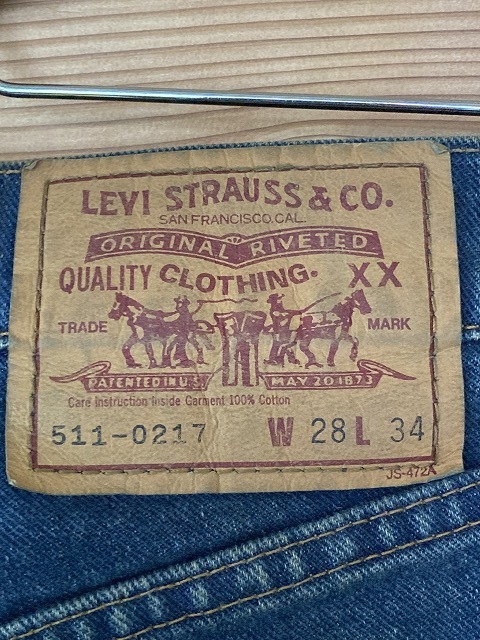 LEVI STRAUSS & CO.
SAN FRANCISCO, CAL.
ORIGINAL RIVETED
QUALITY CLOTHING. XX
TRADE MARK
PATENTED IN U.S. MAY 20 1873
Care Instruction Inside Garment 100% Cotton
511-0217 W 28 L 34
JS-472A